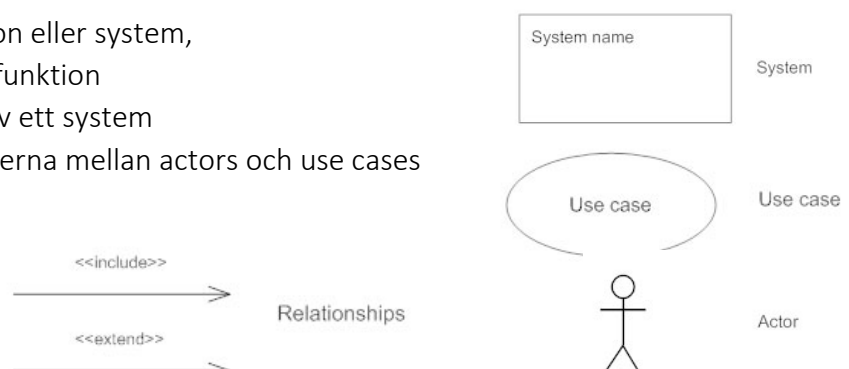 on eller system,
funktion
v ett system
erna mellan actors och use cases
System name
System
Use case
Use case
<<include>>
Relationships
Actor
<<extend>>